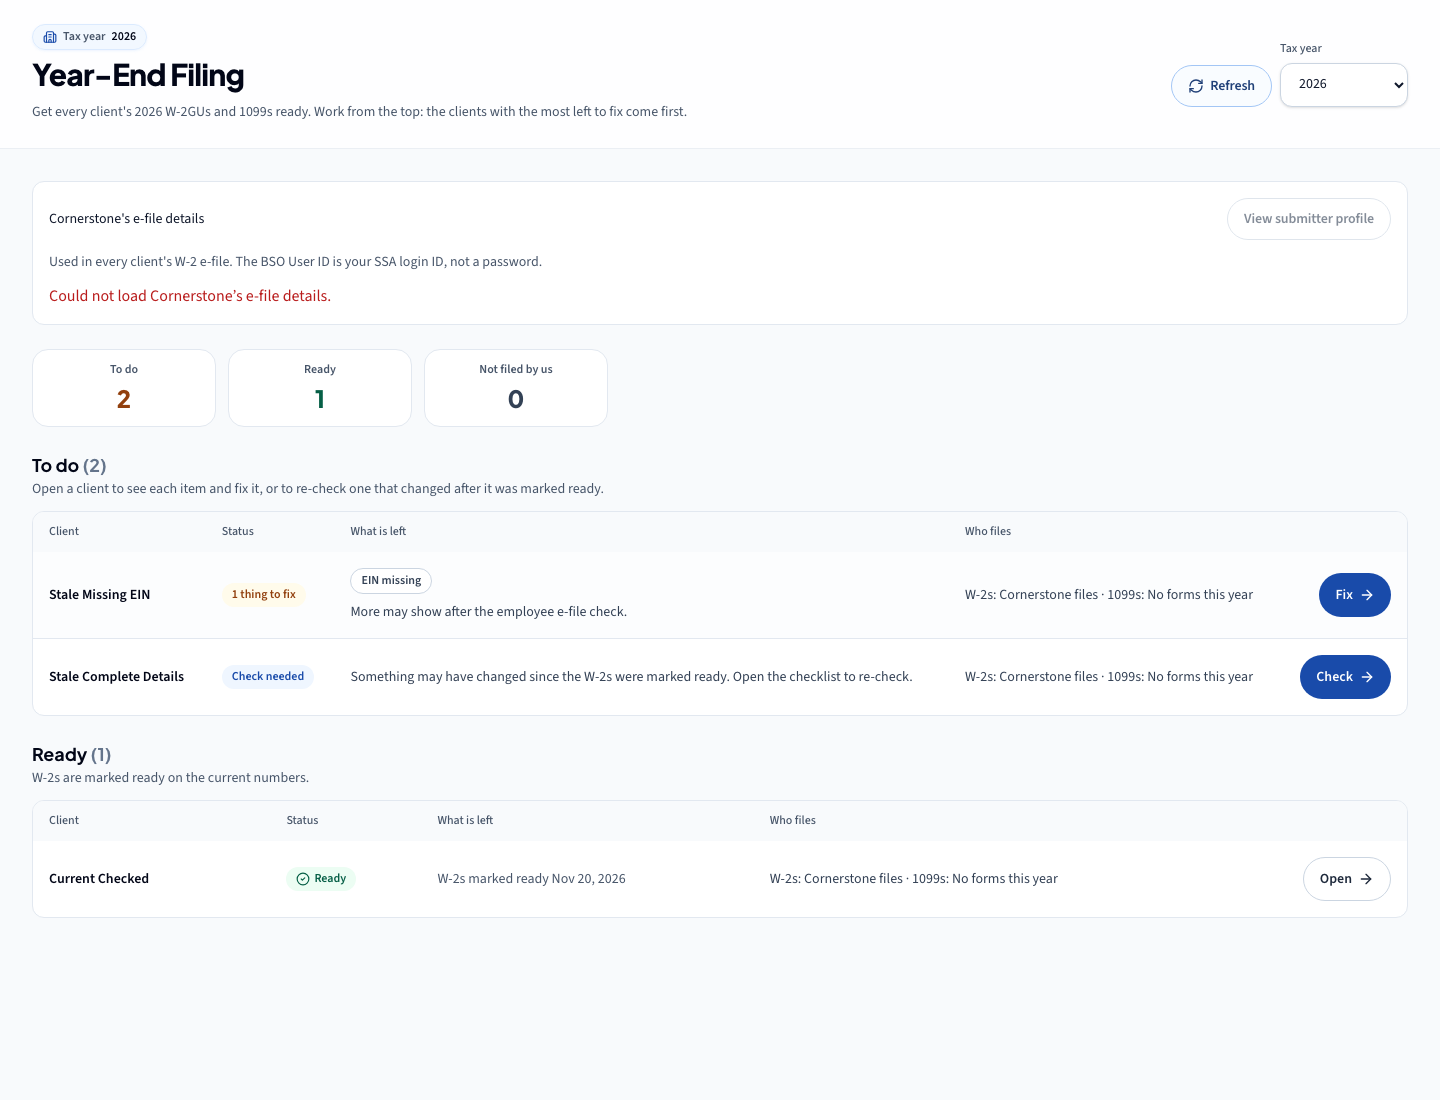 Tax year 2026
Year-End Filing
Get every client's 2026 W-2GUs and 1099s ready. Work from the top: the clients with the most left to fix come first.
Refresh
Tax year
2026
Cornerstone's e-file details
View submitter profile
Used in every client's W-2 e-file. The BSO User ID is your SSA login ID, not a password.
Could not load Cornerstone’s e-file details.
To do
2
Ready
1
Not filed by us
0
To do (2)
Open a client to see each item and fix it, or to re-check one that changed after it was marked ready.
Client Status What is left Who files
Stale Missing EIN 1 thing to fix EIN missing
More may show after the employee e-file check.
W-2s: Cornerstone files · 1099s: No forms this year Fix
Stale Complete Details Check needed Something may have changed since the W-2s were marked ready. Open the checklist to re-check. W-2s: Cornerstone files · 1099s: No forms this year Check
Ready (1)
W-2s are marked ready on the current numbers.
Client Status What is left Who files
Current Checked Ready W-2s marked ready Nov 20, 2026 W-2s: Cornerstone files · 1099s: No forms this year Open